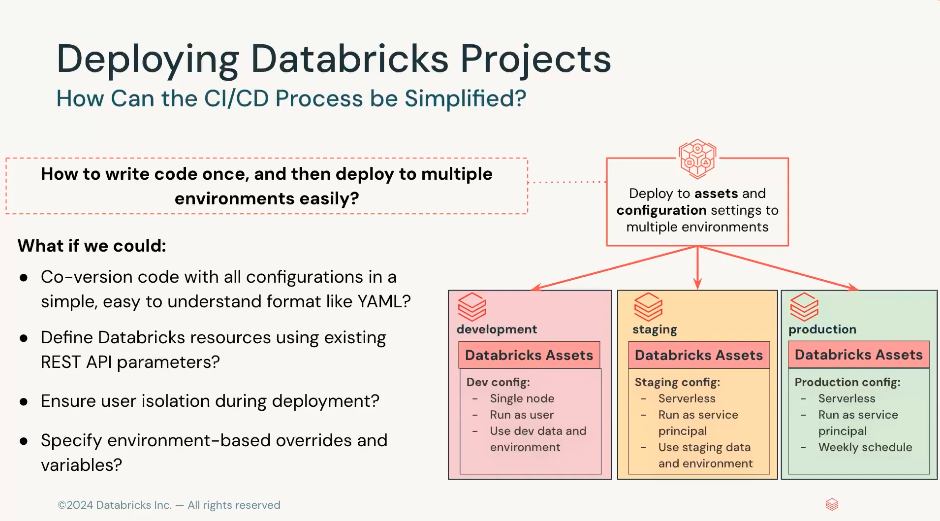 Deploying Databricks Projects
How Can the CI/CD Process be Simplified?
How to write code once, and then deploy to multiple
environments easily?
What if we could:
● Co-version code with all configurations in a
simple, easy to understand format like YAML?
● Define Databricks resources using existing
REST API parameters?
● Ensure user isolation during deployment?
● Specify environment-based overrides and
variables?
Deploy to assets and
configuration settings to
multiple environments
development
Databricks Assets
Dev config:
- Single node
- Run as user
- Use dev data and
environment
staging
Databricks Assets
Staging config:
- Serverless
- Run as service
principal
- Use staging data
and environment
production
Databricks Assets
Production config:
- Serverless
- Run as service
principal
- Weekly schedule
©2024 Databricks Inc. — All rights reserved